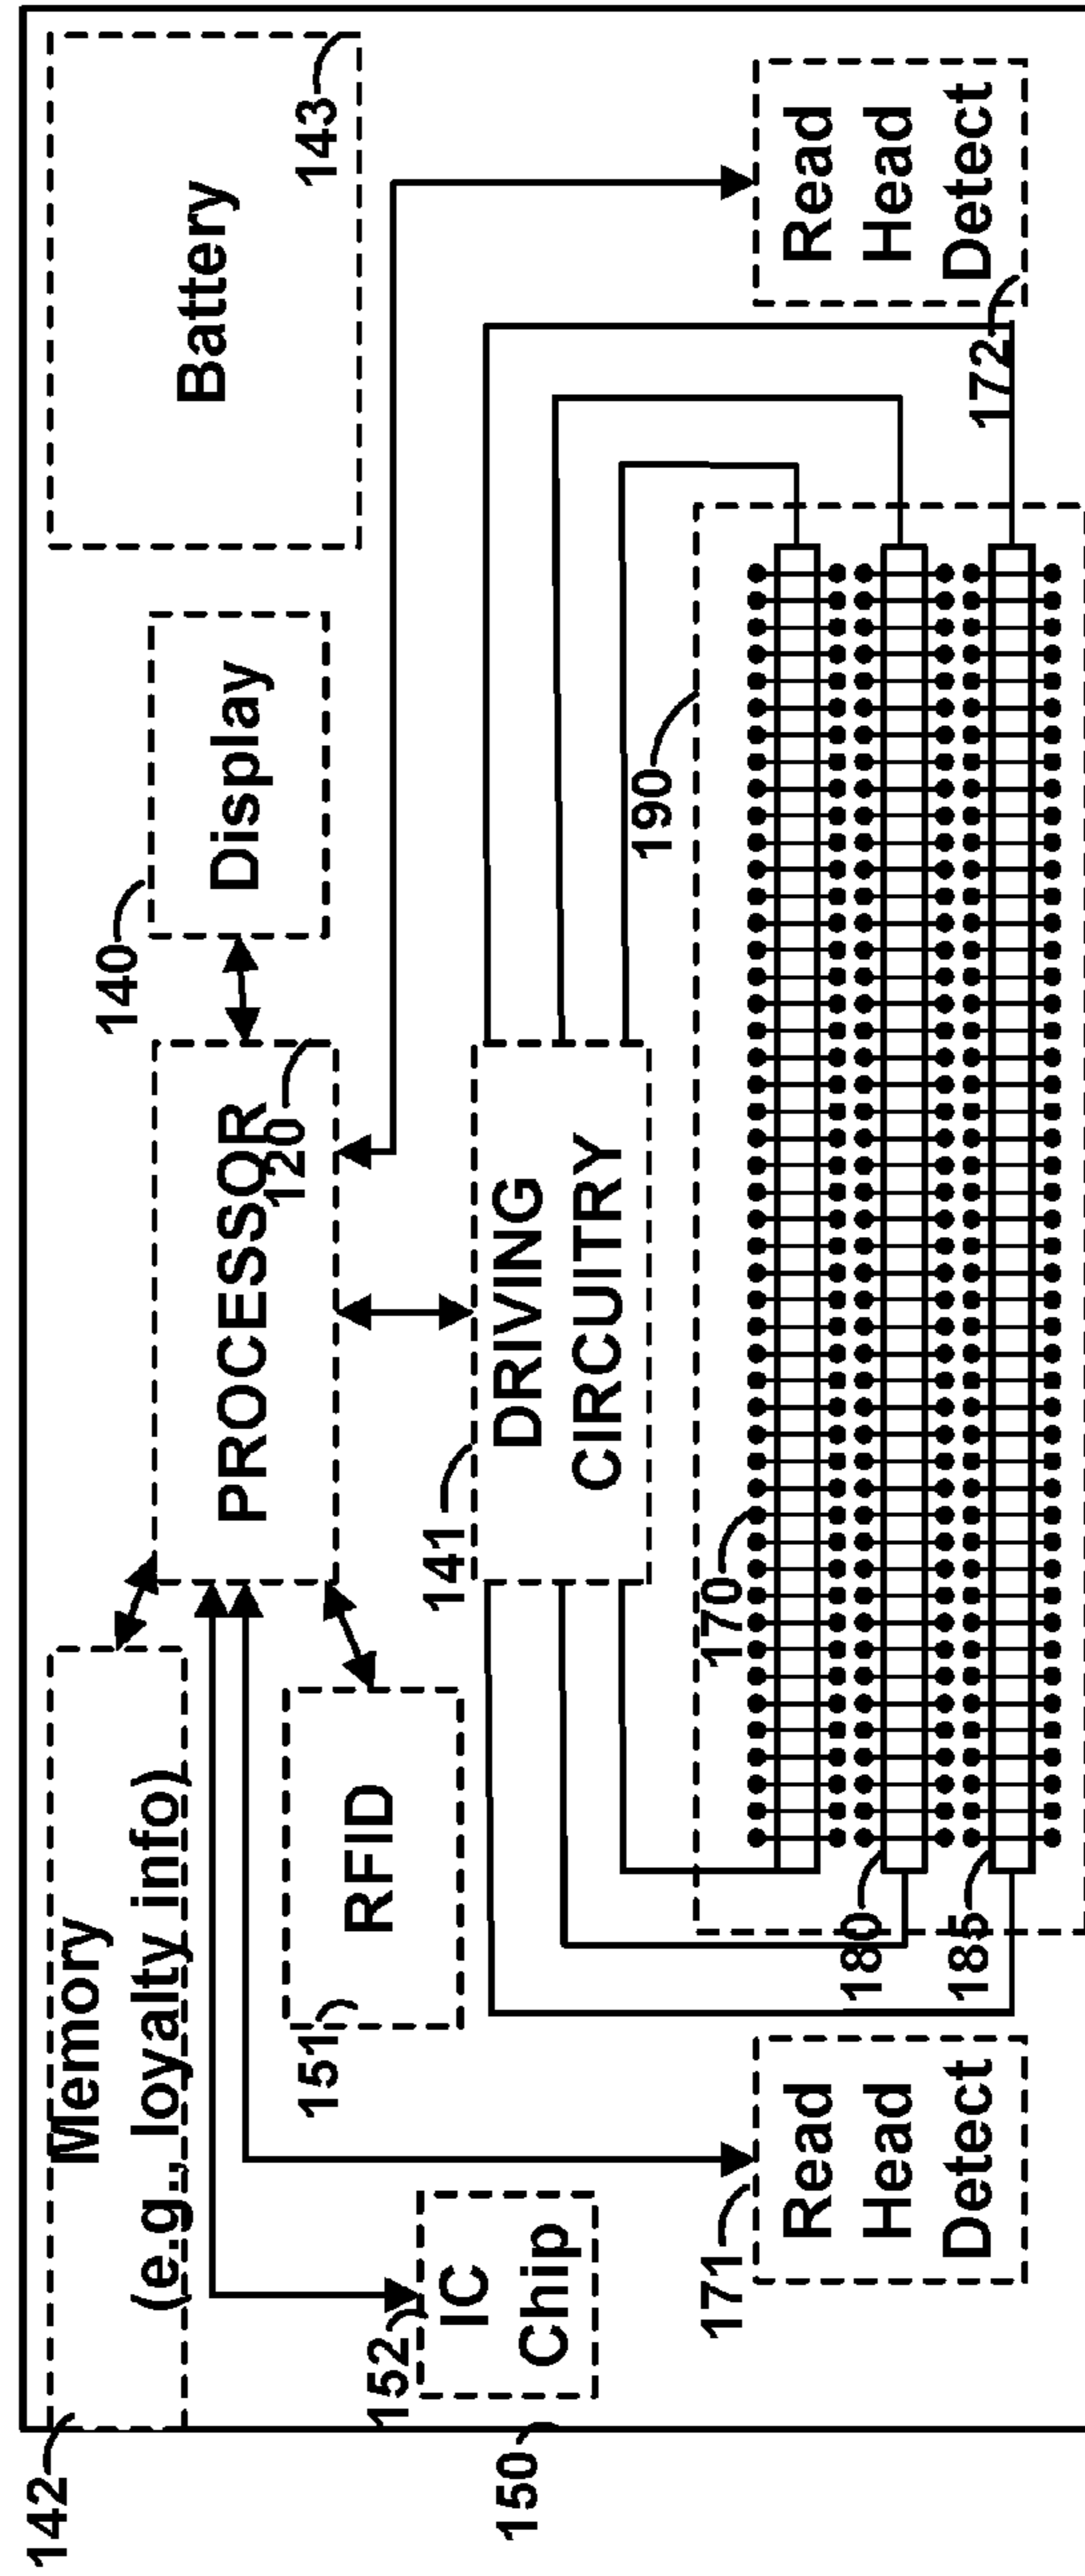 142
Memory
(e.g., loyalty info)
PROCESSOR
120
140
Display
Battery
143
152
IC
Chip
150
151
RFID
141
DRIVING
CIRCUITRY
190
171
Read
Head
Detect
170
180
185
172
Read
Head
Detect